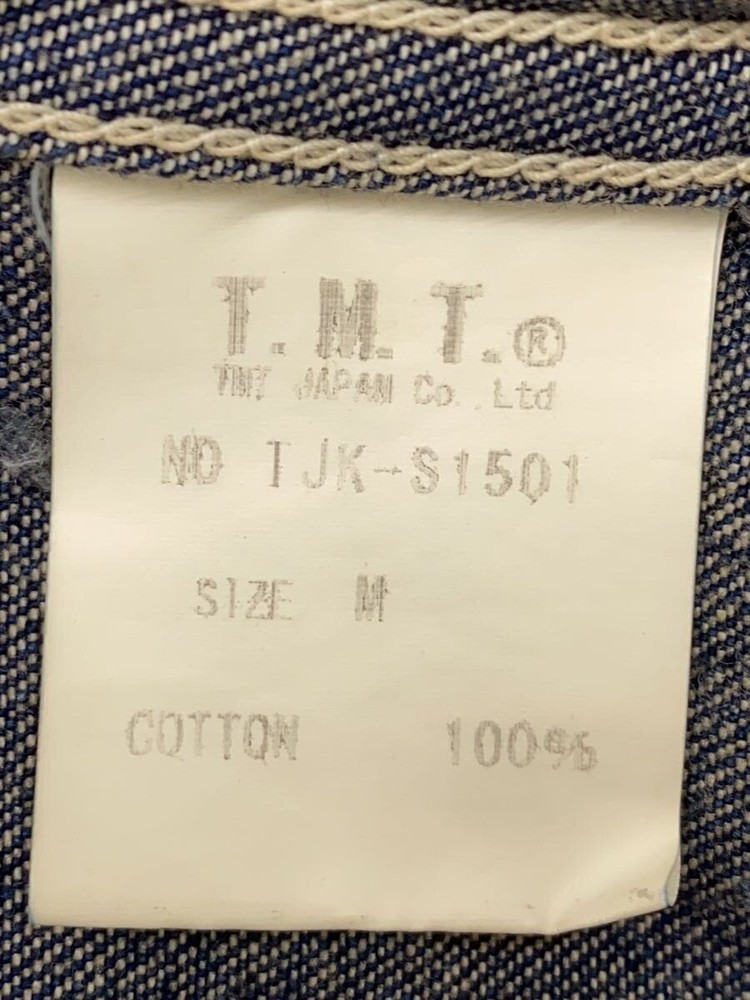 T.M.T.®
TMT JAPAN Co.,Ltd
NO TJK-S1501
SIZE M
COTTON 100%